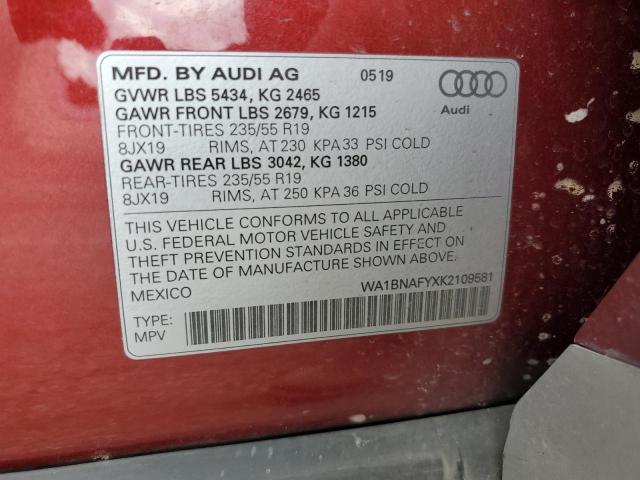 MFD. BY AUDI AG 0519
GVWR LBS 5434, KG 2465
GAWR FRONT LBS 2679, KG 1215
FRONT-TIRES 235/55 R19
8JX19 RIMS, AT 230 KPA 33 PSI COLD
GAWR REAR LBS 3042, KG 1380
REAR-TIRES 235/55 R19
8JX19 RIMS, AT 250 KPA 36 PSI COLD
Audi
THIS VEHICLE CONFORMS TO ALL APPLICABLE
U.S. FEDERAL MOTOR VEHICLE SAFETY AND
THEFT PREVENTION STANDARDS IN EFFECT ON
THE DATE OF MANUFACTURE SHOWN ABOVE.
MEXICO
WA1BNAFYXK2109581
TYPE:
MPV